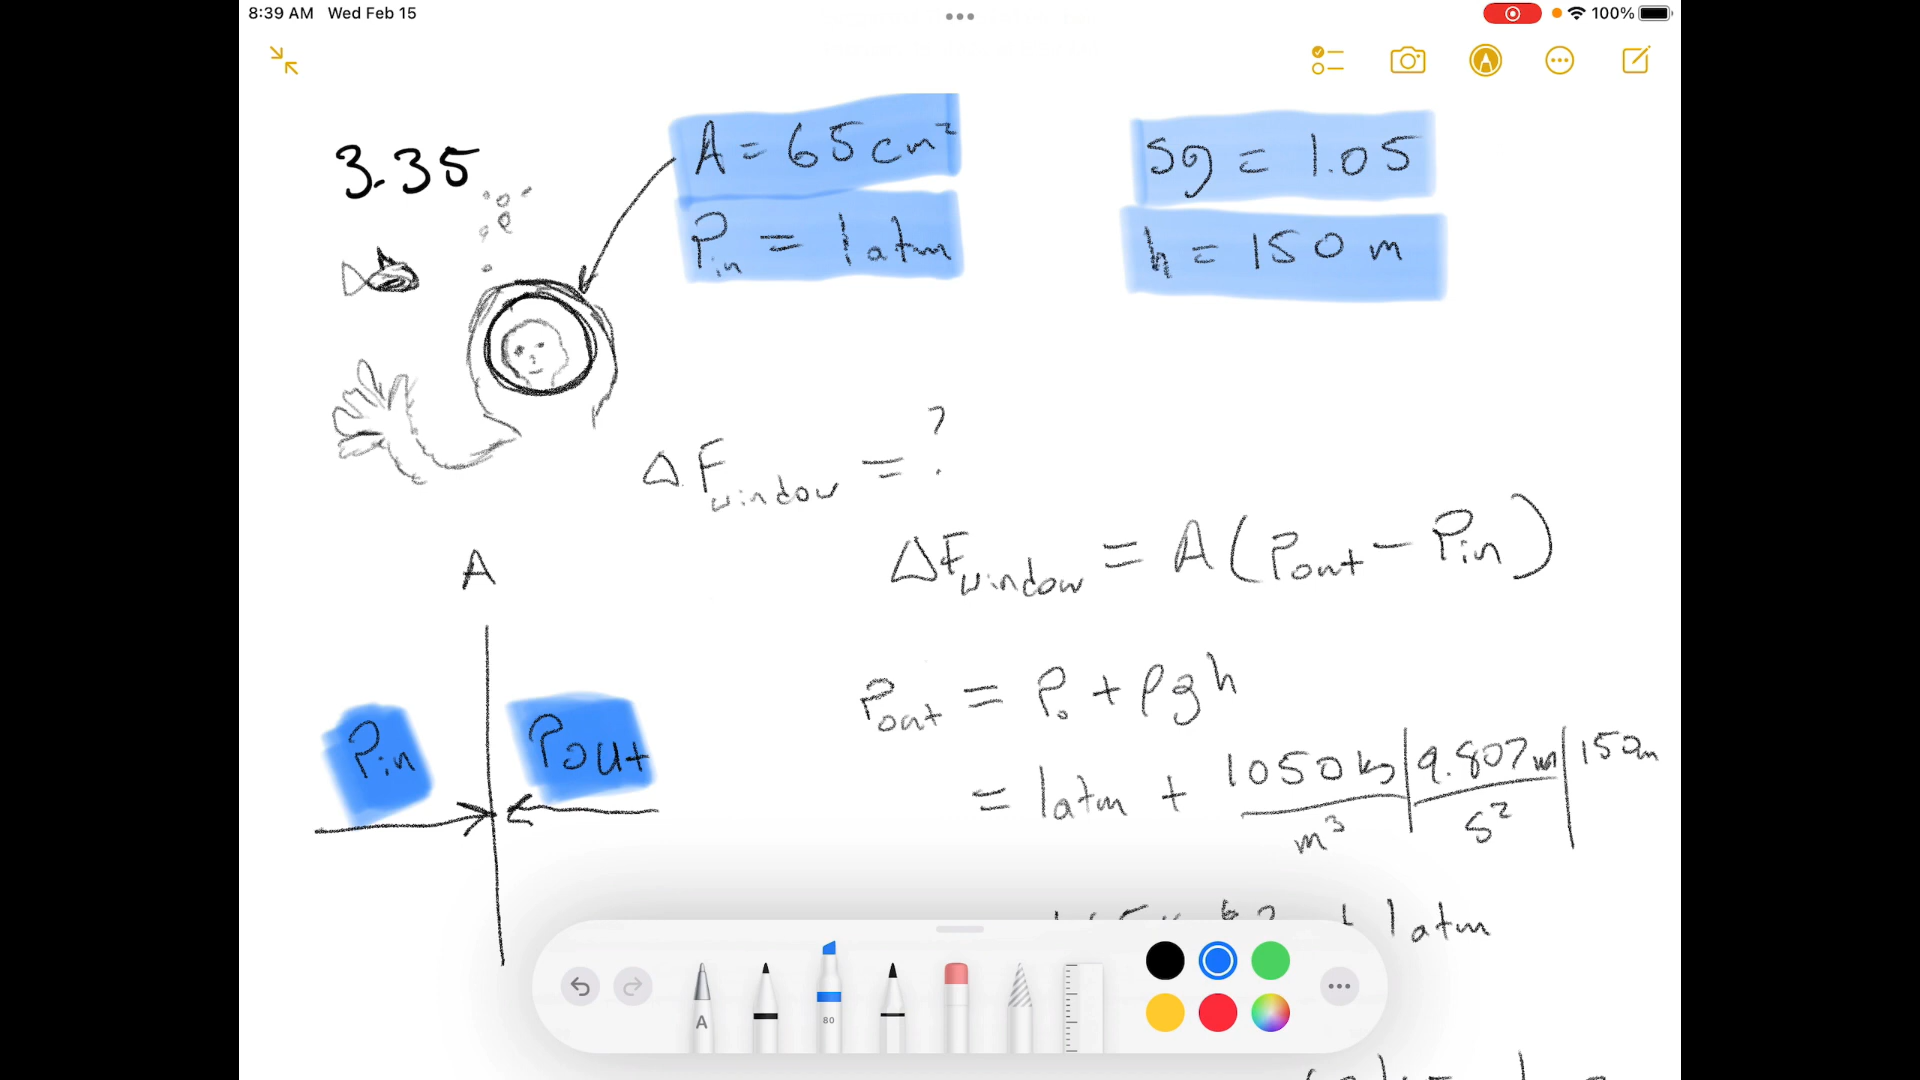 8:39 AM Wed Feb 15
100%
3.35
A = 65 cm²
P_in = 1 atm
Sg = 1.05
h = 150 m
ΔF_window = ?
ΔF_window = A(P_out - P_in)
A
P_in
P_out
P_out = P_o + ρgh
= 1 atm + 1050 kg/m³ | 9.807 m/s² | 150 m
1 atm
A
80